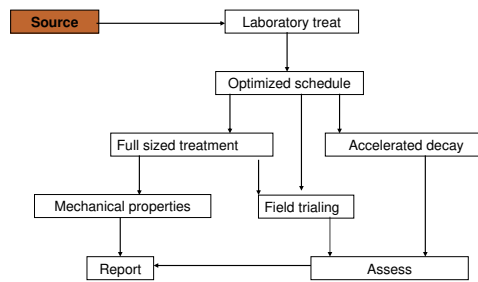 Source
Laboratory treat
Optimized schedule
Full sized treatment
Accelerated decay
Mechanical properties
Field trialing
Report
Assess